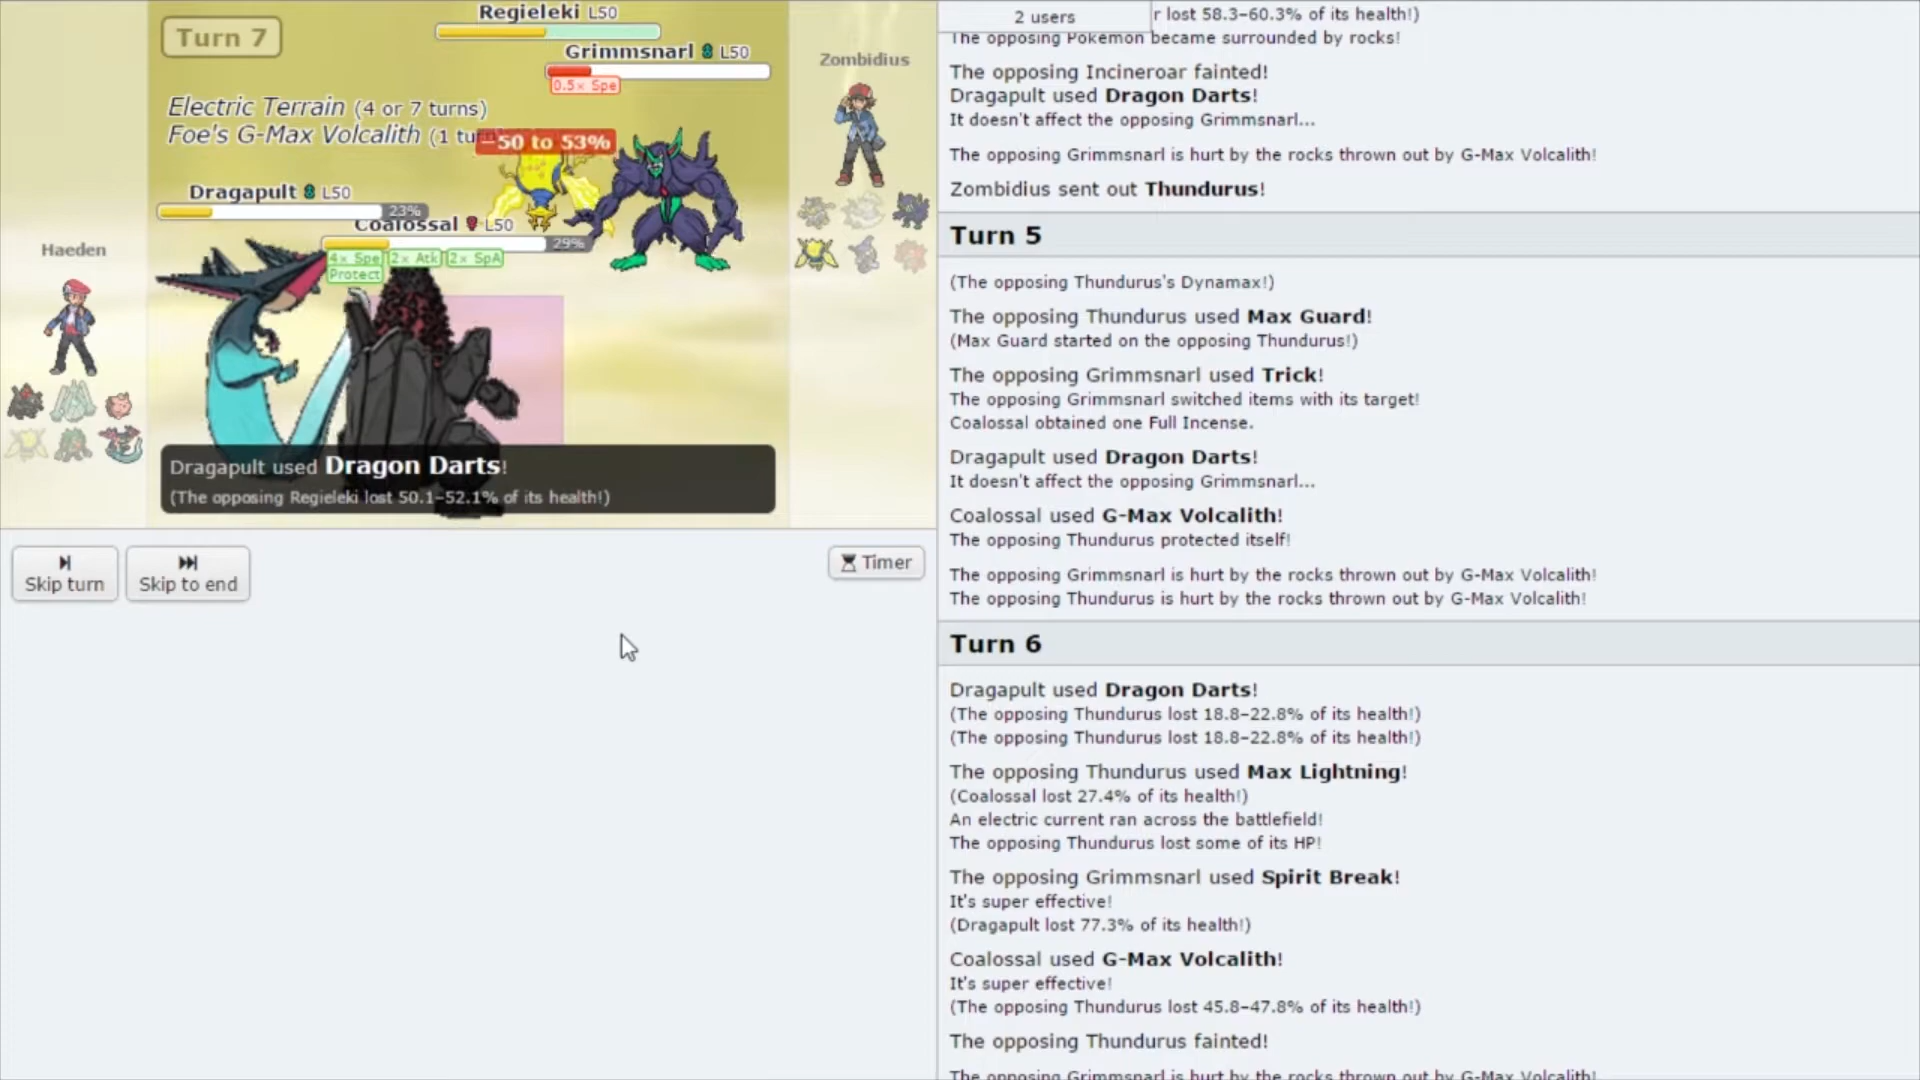 Turn 7
Regieleki L50
Grimmsnarl L50
0.5× Spe
Electric Terrain (4 or 7 turns)
Foe's G-Max Volcalith (1 tu
−50 to 53%
Dragapult L50
23%
Coalossal L50
29%
4× Spe 2× Atk 2× SpA
Protect
Haeden
Zombidius
Dragapult used Dragon Darts!
(The opposing Regieleki lost 50.1–52.1% of its health!)
Skip turn
Skip to end
Timer
2 users
r lost 58.3–60.3% of its health!)
The opposing Pokemon became surrounded by rocks!
The opposing Incineroar fainted!
Dragapult used Dragon Darts!
It doesn't affect the opposing Grimmsnarl...
The opposing Grimmsnarl is hurt by the rocks thrown out by G-Max Volcalith!
Zombidius sent out Thundurus!
Turn 5
(The opposing Thundurus's Dynamax!)
The opposing Thundurus used Max Guard!
(Max Guard started on the opposing Thundurus!)
The opposing Grimmsnarl used Trick!
The opposing Grimmsnarl switched items with its target!
Coalossal obtained one Full Incense.
Dragapult used Dragon Darts!
It doesn't affect the opposing Grimmsnarl...
Coalossal used G-Max Volcalith!
The opposing Thundurus protected itself!
The opposing Grimmsnarl is hurt by the rocks thrown out by G-Max Volcalith!
The opposing Thundurus is hurt by the rocks thrown out by G-Max Volcalith!
Turn 6
Dragapult used Dragon Darts!
(The opposing Thundurus lost 18.8–22.8% of its health!)
(The opposing Thundurus lost 18.8–22.8% of its health!)
The opposing Thundurus used Max Lightning!
(Coalossal lost 27.4% of its health!)
An electric current ran across the battlefield!
The opposing Thundurus lost some of its HP!
The opposing Grimmsnarl used Spirit Break!
It's super effective!
(Dragapult lost 77.3% of its health!)
Coalossal used G-Max Volcalith!
It's super effective!
(The opposing Thundurus lost 45.8–47.8% of its health!)
The opposing Thundurus fainted!
The opposing Grimmsnarl is hurt by the rocks thrown out by G-Max Volcalith!